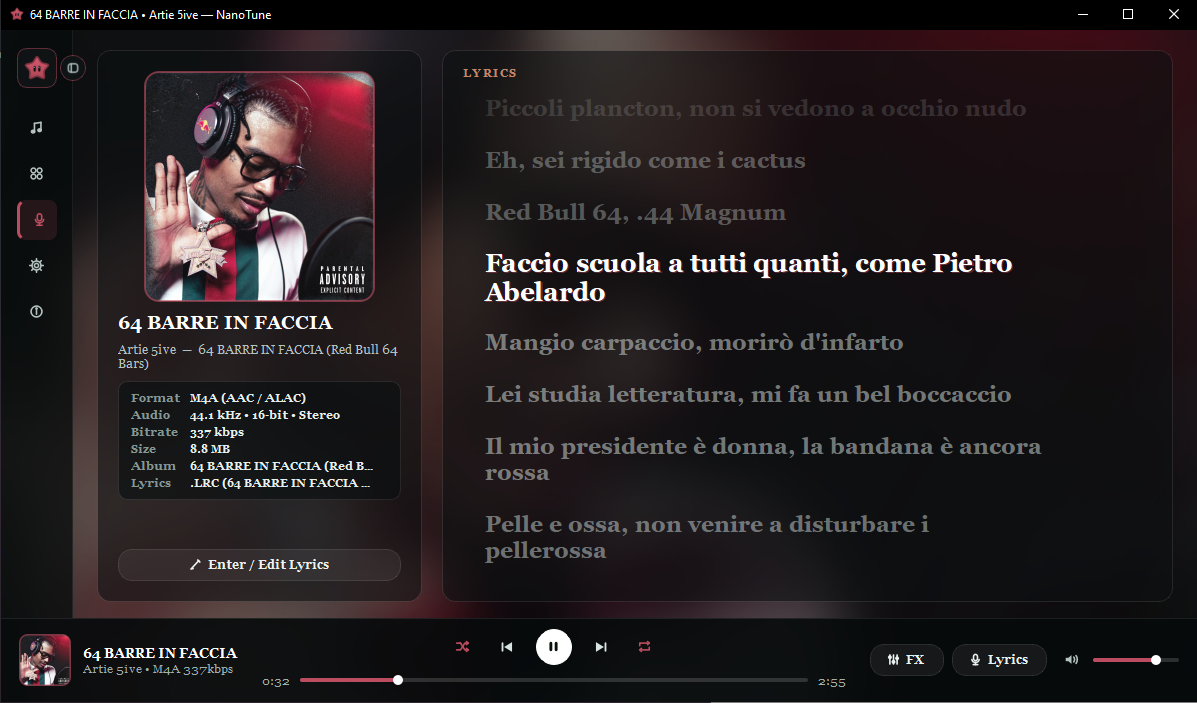 64 BARRE IN FACCIA • Artie 5ive — NanoTune
PARENTAL
ADVISORY
EXPLICIT CONTENT
64 BARRE IN FACCIA
Artie 5ive — 64 BARRE IN FACCIA (Red Bull 64
Bars)
Format M4A (AAC / ALAC)
Audio 44.1 kHz • 16-bit • Stereo
Bitrate 337 kbps
Size 8.8 MB
Album 64 BARRE IN FACCIA (Red B...
Lyrics .LRC (64 BARRE IN FACCIA ...
Enter / Edit Lyrics
LYRICS
Piccoli plancton, non si vedono a occhio nudo
Eh, sei rigido come i cactus
Red Bull 64, .44 Magnum
Faccio scuola a tutti quanti, come Pietro
Abelardo
Mangio carpaccio, morirò d'infarto
Lei studia letteratura, mi fa un bel boccaccio
Il mio presidente è donna, la bandana è ancora
rossa
Pelle e ossa, non venire a disturbare i
pellerossa
64 BARRE IN FACCIA
Artie 5ive • M4A 337kbps
0:32
2:55
FX
Lyrics